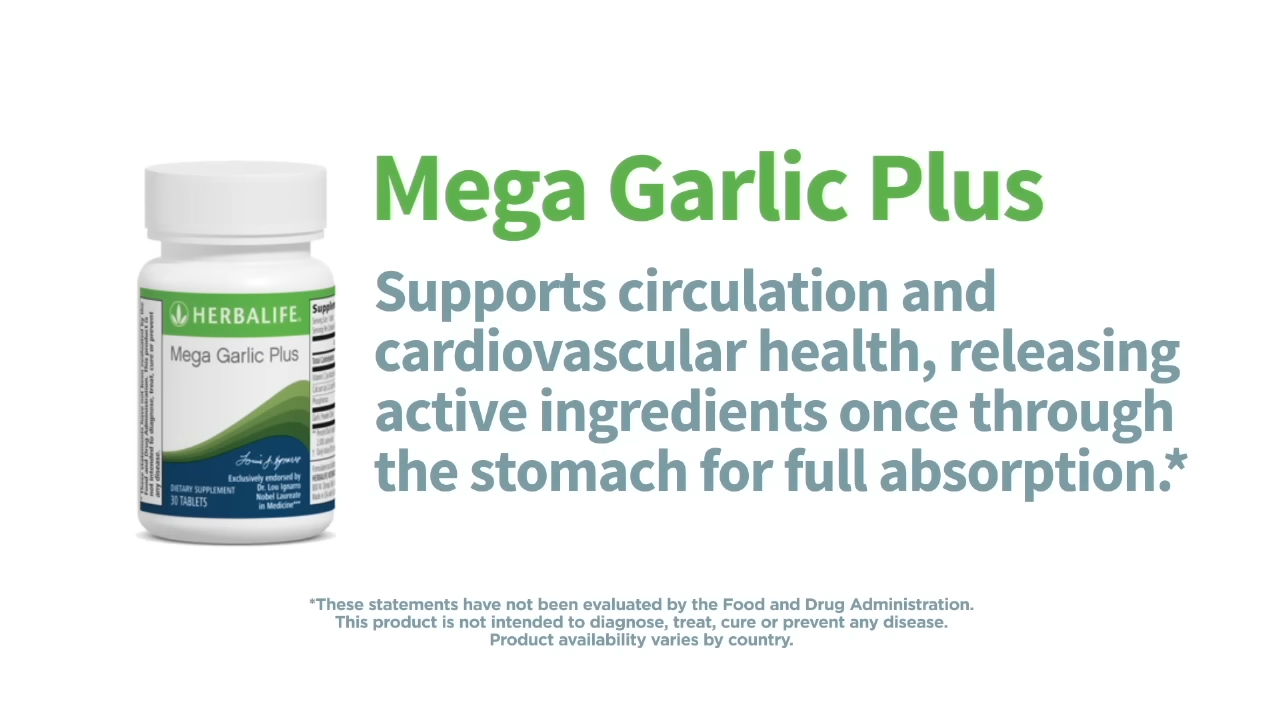 Mega Garlic Plus
Supports circulation and
cardiovascular health, releasing
active ingredients once through
the stomach for full absorption.*
HERBALIFE
Mega Garlic Plus
Exclusively endorsed by
Dr. Lou Ignarro
Nobel Laureate
in Medicine***
DIETARY SUPPLEMENT
30 TABLETS
*These statements have not been evaluated by the Food and Drug Administration.
This product is not intended to diagnose, treat, cure or prevent any disease.
Product availability varies by country.